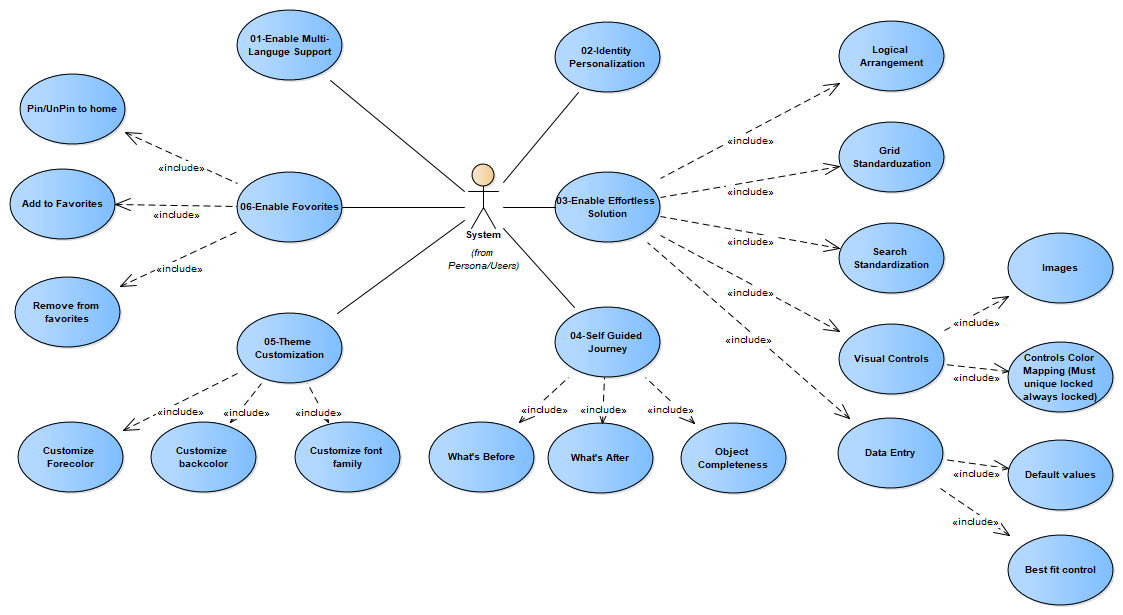 01-Enable Multi-
Languge Support
02-Identity
Personalization
Logical
Arrangement
Pin/UnPin to home
«include»
«include»
Grid
Standarduzation
«include»
Add to Favorites
«include»
06-Enable Fovorites
System
(from
Persona/Users)
03-Enable Effortless
Solution
«include»
Search
Standardization
«include»
Remove from
favorites
«include»
Images
«include»
05-Theme
Customization
04-Self Guided
Journey
«include»
Visual Controls
«include»
Controls Color
Mapping (Must
unique locked
always locked)
«include»
«include»
«include»
«include»
«include»
«include»
Customize
Forecolor
Customize
backcolor
Customize font
family
What's Before
What's After
Object
Completeness
Data Entry
«include»
Default values
«include»
Best fit control